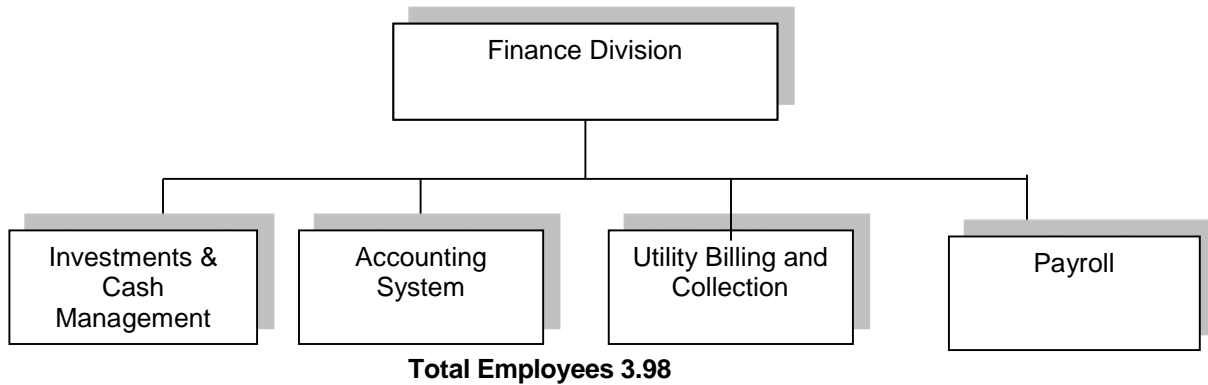 Finance Division
Investments &
Cash
Management
Accounting
System
Utility Billing and
Collection
Payroll
Total Employees 3.98